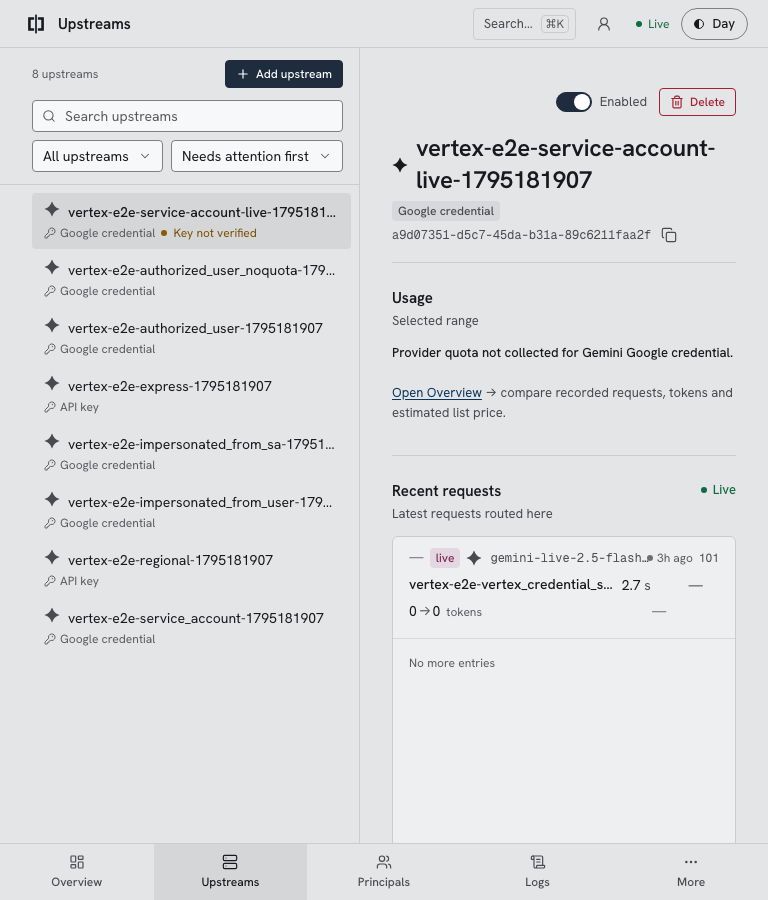 Upstreams
Search... ⌘K
Live
Day
8 upstreams
Add upstream
Search upstreams
All upstreams
Needs attention first
vertex-e2e-service-account-live-1795181...
Google credential
Key not verified
vertex-e2e-authorized_user_noquota-179...
Google credential
vertex-e2e-authorized_user-1795181907
Google credential
vertex-e2e-express-1795181907
API key
vertex-e2e-impersonated_from_sa-17951...
Google credential
vertex-e2e-impersonated_from_user-179...
Google credential
vertex-e2e-regional-1795181907
API key
vertex-e2e-service_account-1795181907
Google credential
Enabled
Delete
vertex-e2e-service-account-
live-1795181907
Google credential
a9d07351-d5c7-45da-b31a-89c6211faa2f
Usage
Selected range
Provider quota not collected for Gemini Google credential.
Open Overview → compare recorded requests, tokens and
estimated list price.
Recent requests
Live
Latest requests routed here
— live gemini-live-2.5-flash… 3h ago 101
vertex-e2e-vertex_credential_s... 2.7 s —
0→0 tokens —
No more entries
Overview
Upstreams
Principals
Logs
More